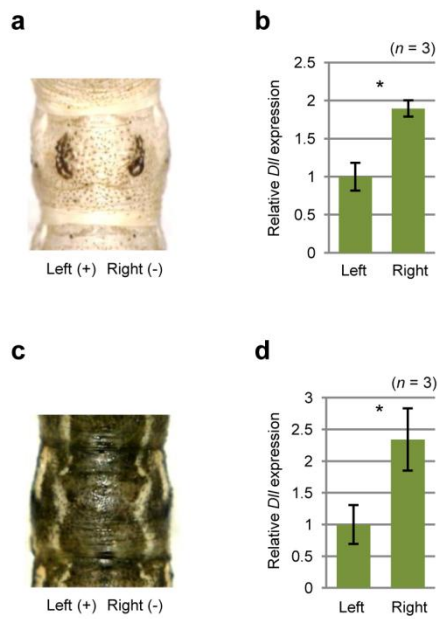 a
Left (+) Right (-)
b
(n = 3)
Relative Dll expression
2.5
2
1.5
1
0.5
0
*
Left Right
c
Left (+) Right (-)
d
(n = 3)
Relative Dll expression
3
2.5
2
1.5
1
0.5
0
*
Left Right